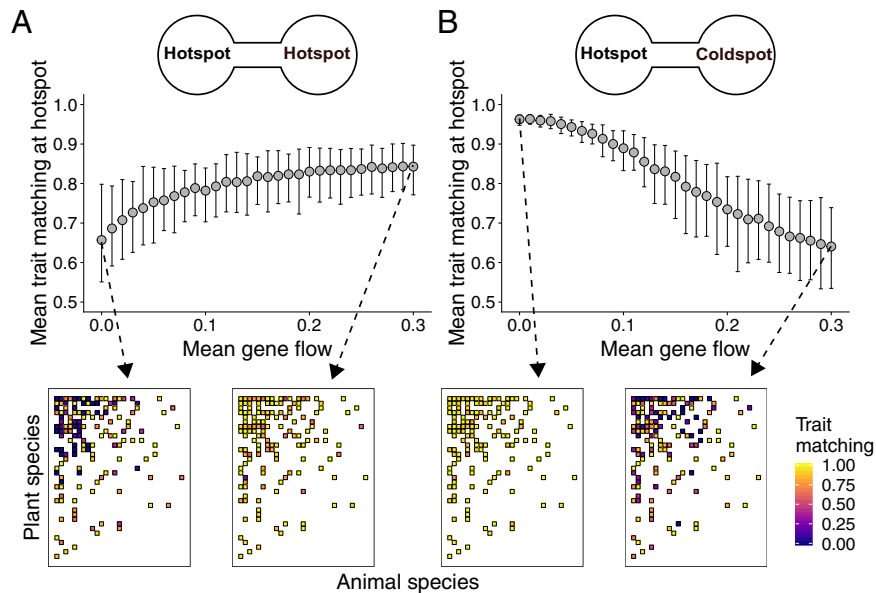 A
Hotspot
Hotspot
Mean trait matching at hotspot
1.0
0.9
0.8
0.7
0.6
0.5
0.0
0.1
0.2
0.3
Mean gene flow
B
Hotspot
Coldspot
Mean trait matching at hotspot
1.0
0.9
0.8
0.7
0.6
0.5
0.0
0.1
0.2
0.3
Mean gene flow
Plant species
Animal species
Trait
matching
1.00
0.75
0.50
0.25
0.00